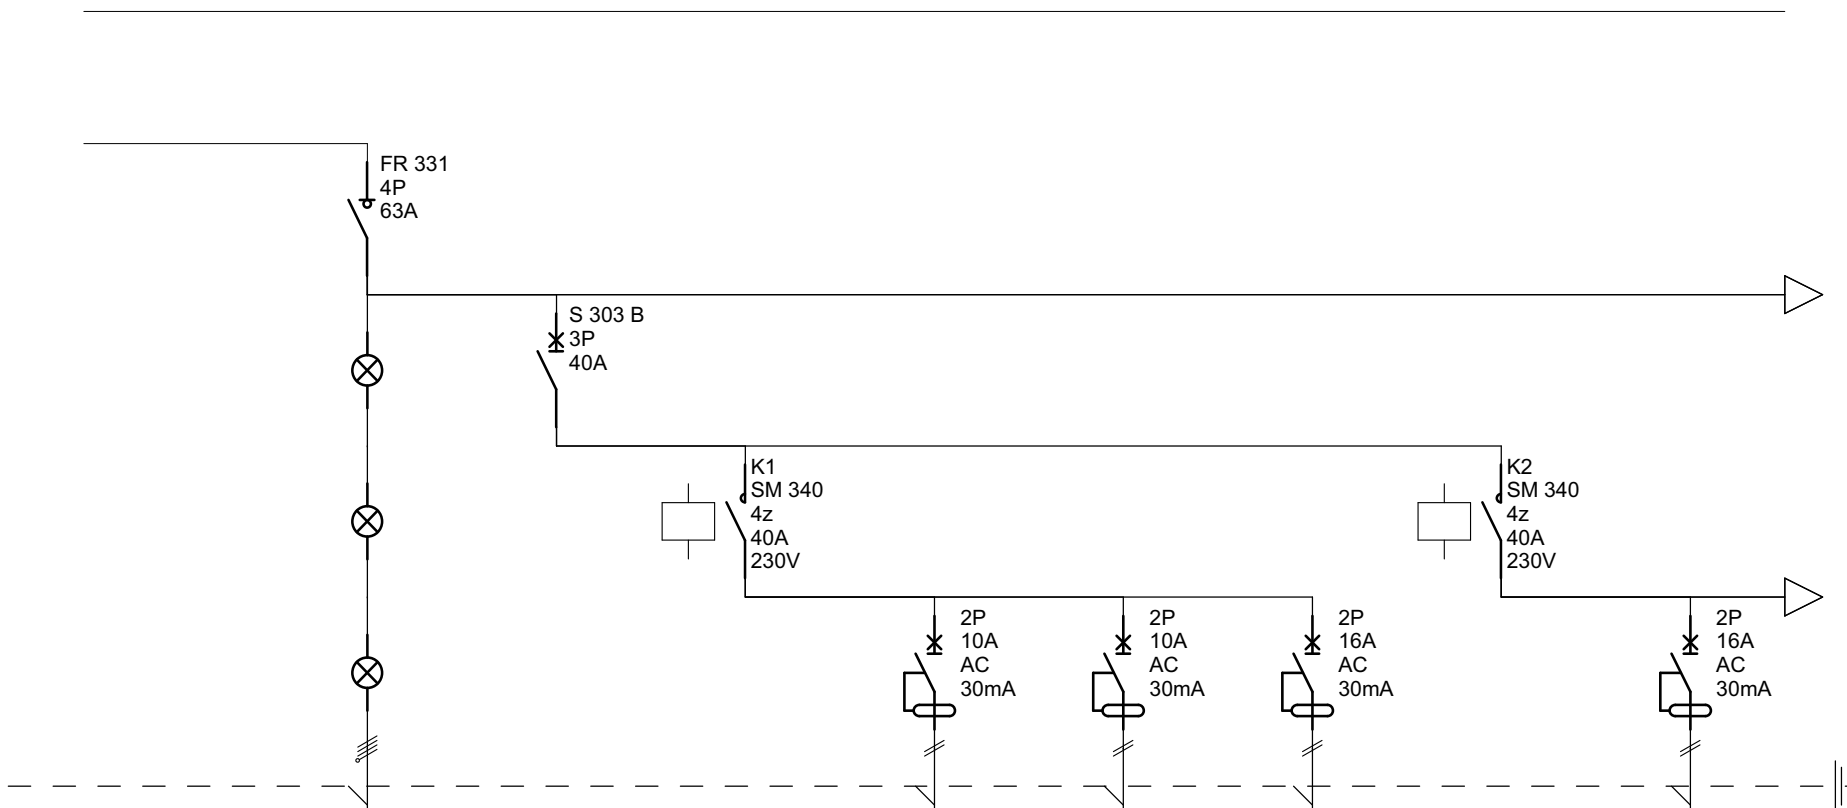 FR 331
4P
63A
S 303 B
3P
40A
K1
SM 340
4z
40A
230V
K2
SM 340
4z
40A
230V
2P
10A
AC
30mA
2P
10A
AC
30mA
2P
16A
AC
30mA
2P
16A
AC
30mA